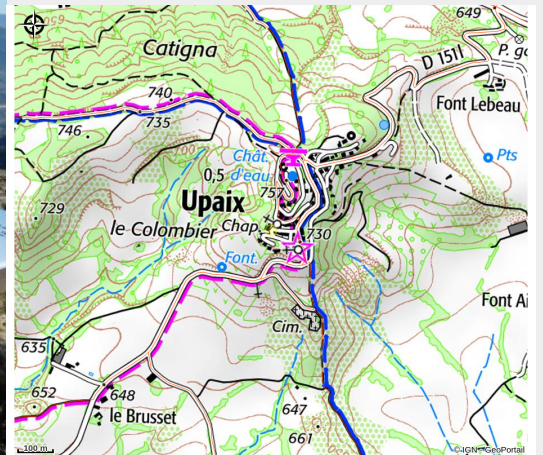 649
Catigna
D 1511
P. g
740
Font Lebeau
746
735
Chât.
d'eau
Pts
0,5
757
Upaix
729
le Colombier
Chap.
730
Font.
Font Ai
Cim.
635
652
648
le Brusset
647
661
100 m
© IGN - GeoPortail